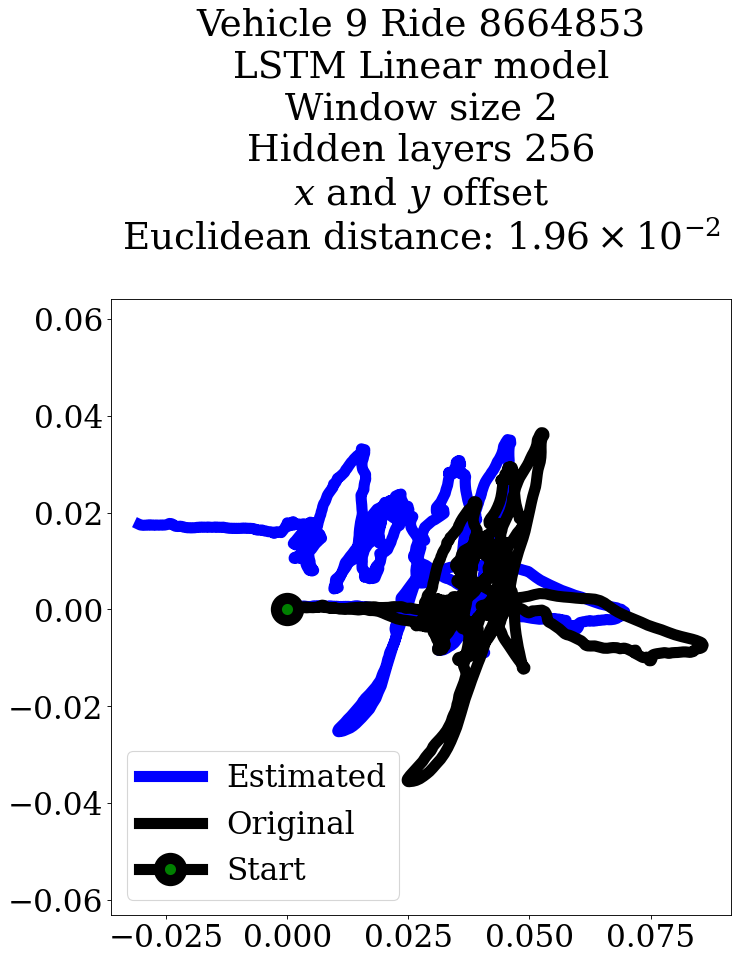 Vehicle 9 Ride 8664853
LSTM Linear model
Window size 2
Hidden layers 256
x and y offset
Euclidean distance: 1.96 × 10⁻²
0.06
0.04
0.02
0.00
−0.02
−0.04
−0.06
Estimated
Original
Start
−0.025 0.000 0.025 0.050 0.075